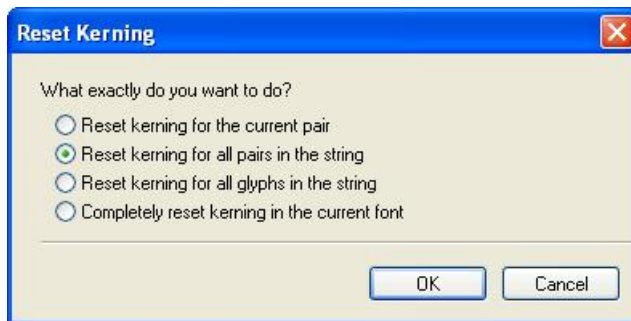 Reset Kerning
What exactly do you want to do?
Reset kerning for the current pair
Reset kerning for all pairs in the string
Reset kerning for all glyphs in the string
Completely reset kerning in the current font
OK Cancel